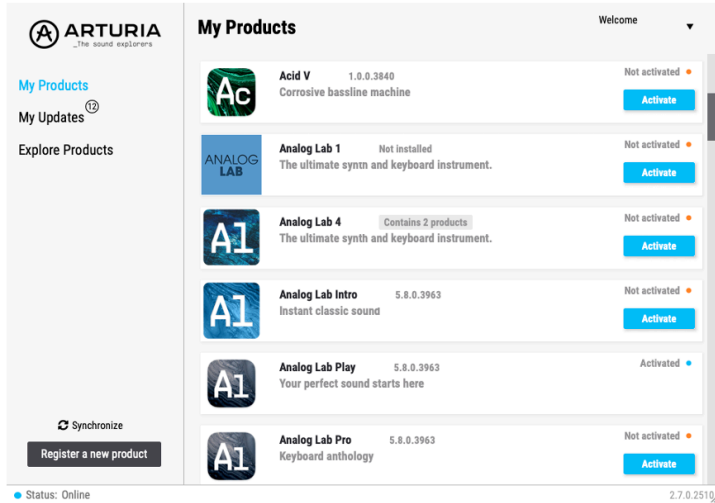 ARTURIA
_The sound explorers
My Products
My Updates
12
Explore Products
Synchronize
Register a new product
Status: Online
My Products
Welcome
Ac
Acid V 1.0.0.3840
Corrosive bassline machine
Not activated
Activate
ANALOG
LAB
Analog Lab 1 Not installed
The ultimate synth and keyboard instrument.
Not activated
Activate
Al
Analog Lab 4 Contains 2 products
The ultimate synth and keyboard instrument.
Not activated
Activate
Al
Analog Lab Intro 5.8.0.3963
Instant classic sound
Not activated
Activate
Al
Analog Lab Play 5.8.0.3963
Your perfect sound starts here
Activated
Al
Analog Lab Pro 5.8.0.3963
Keyboard anthology
Not activated
Activate
2.7.0.2510